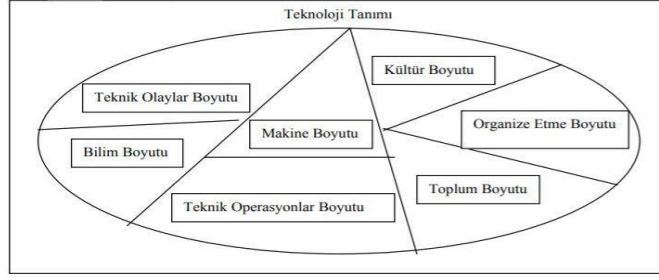 Teknoloji Tanımı
Kültür Boyutu
Teknik Olaylar Boyutu
Organize Etme Boyutu
Makine Boyutu
Bilim Boyutu
Toplum Boyutu
Teknik Operasyonlar Boyutu